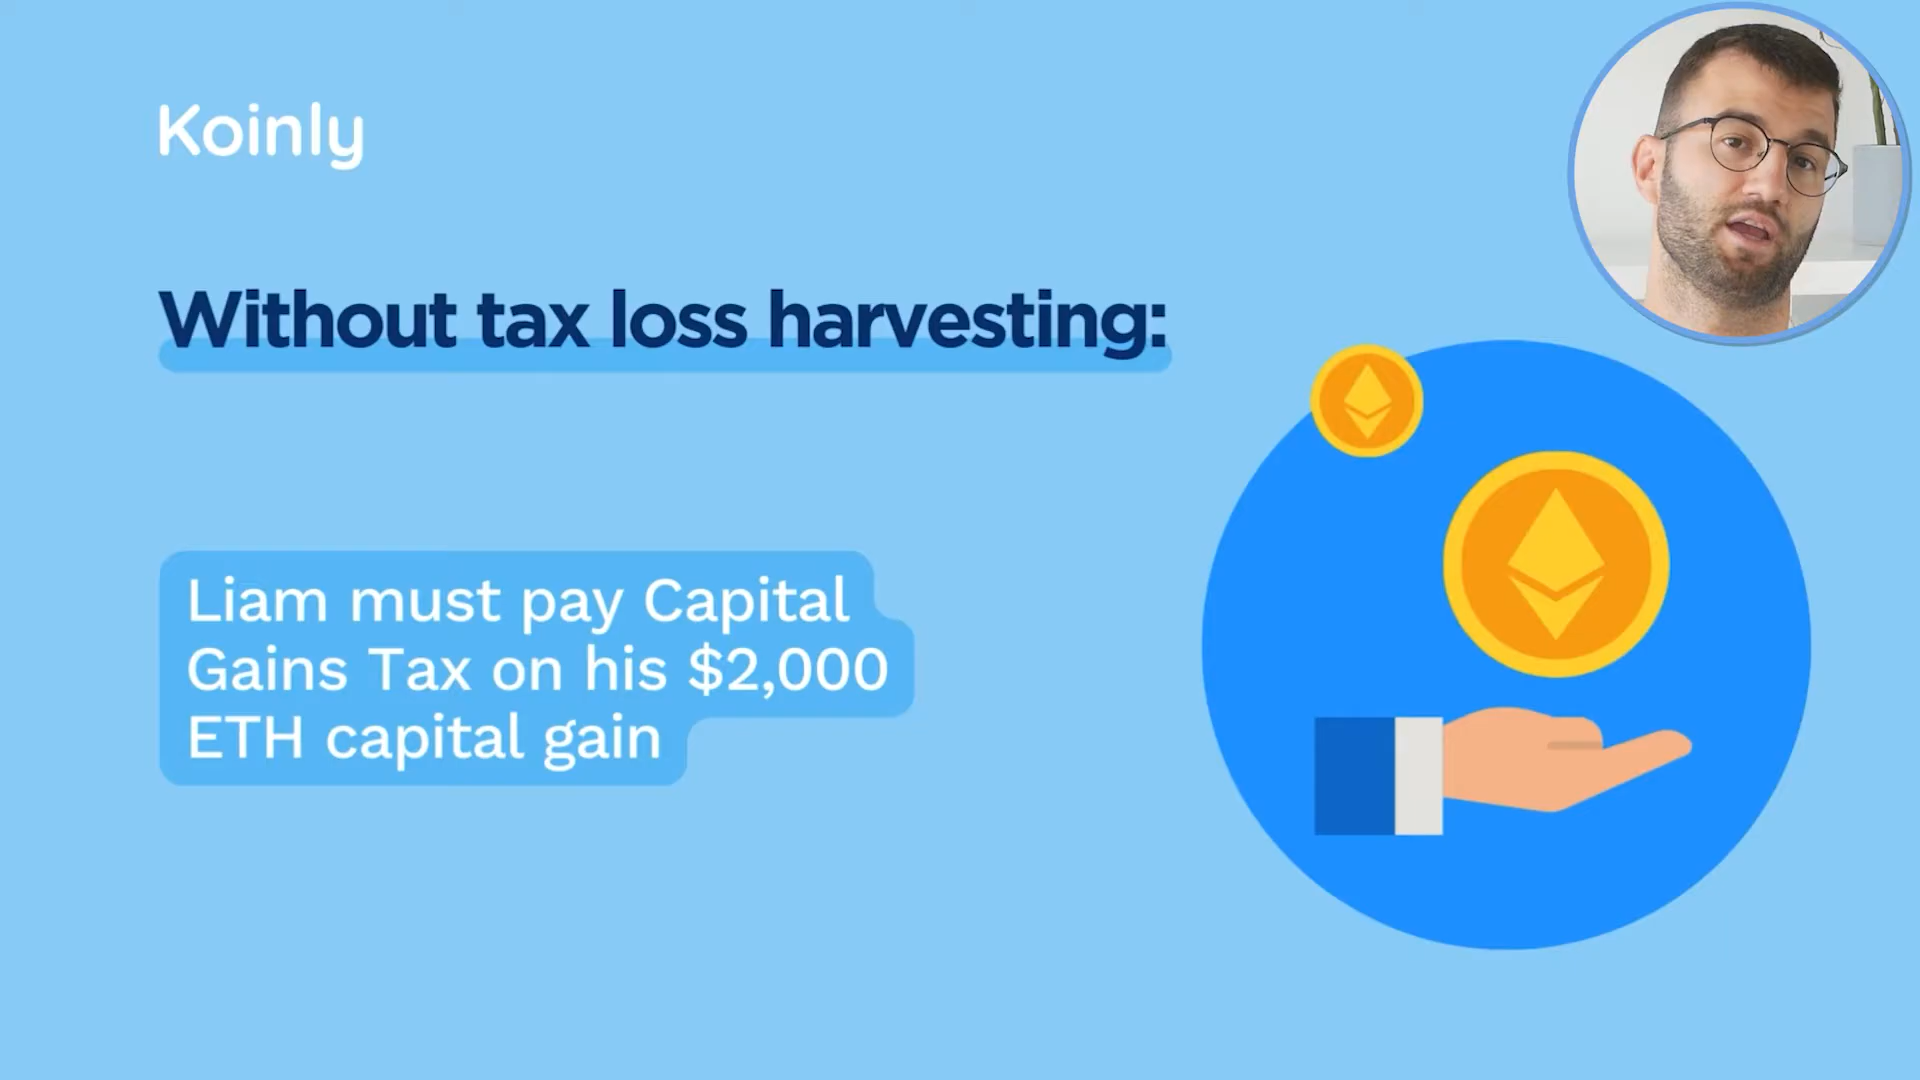 Koinly
Without tax loss harvesting:
Liam must pay Capital
Gains Tax on his $2,000
ETH capital gain